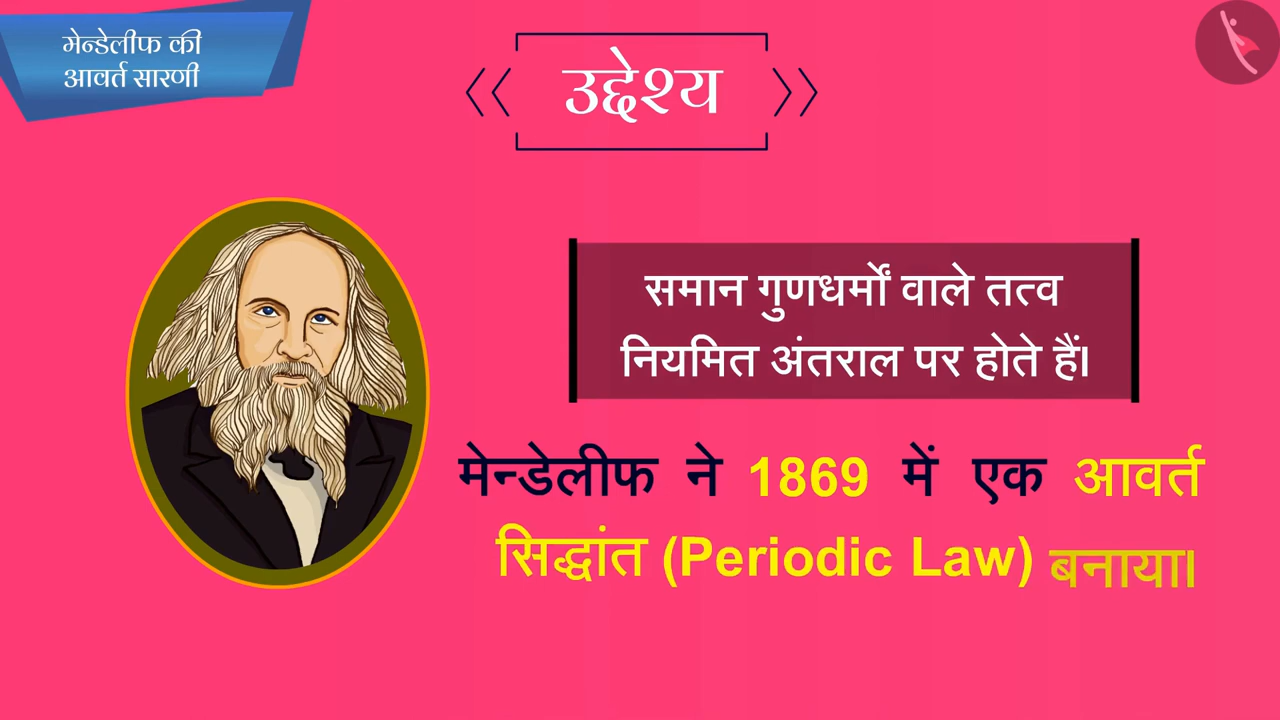 मेन्डेलीफ की
आवर्त सारणी
उद्देश्य
समान गुणधर्मों वाले तत्व
नियमित अंतराल पर होते हैं।
मेन्डेलीफ ने 1869 में एक आवर्त
सिद्धांत (Periodic Law) बनाया।